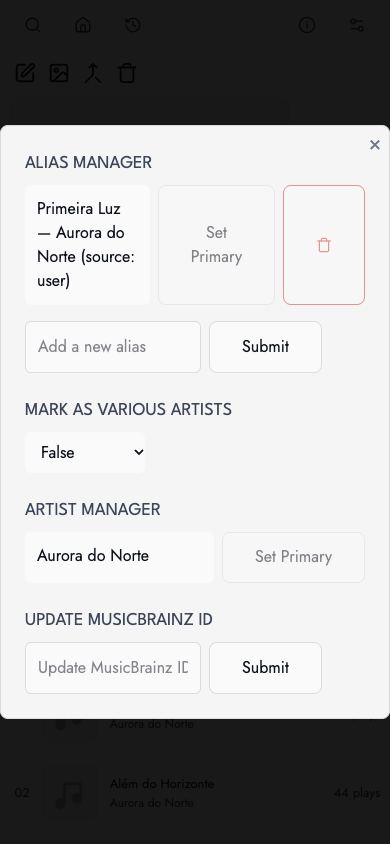 ALIAS MANAGER
Primeira Luz
— Aurora do
Norte (source:
user)
Set
Primary
Add a new alias
Submit
MARK AS VARIOUS ARTISTS
False
ARTIST MANAGER
Aurora do Norte
Set Primary
UPDATE MUSICBRAINZ ID
Update MusicBrainz ID
Submit
Aurora do Norte
02
Além do Horizonte
44 plays
Aurora do Norte